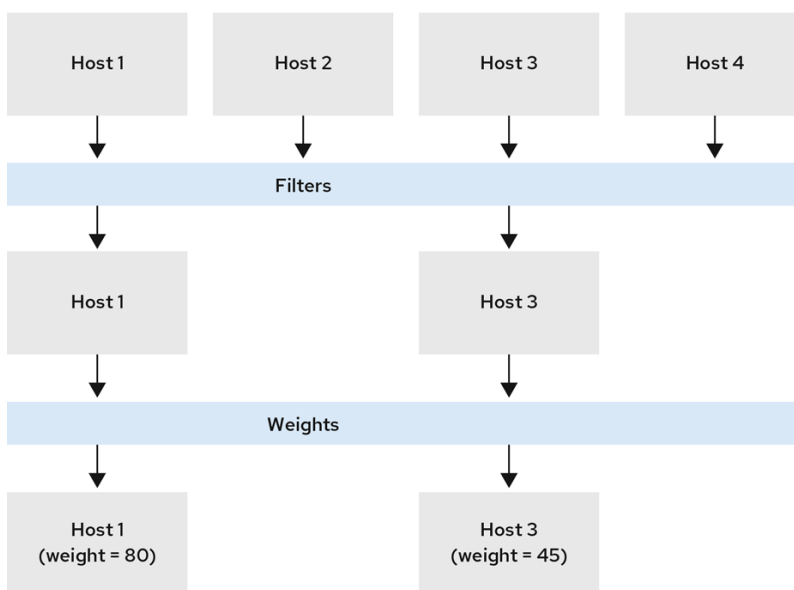 Host 1
Host 2
Host 3
Host 4
Filters
Host 1
Host 3
Weights
Host 1
(weight = 80)
Host 3
(weight = 45)